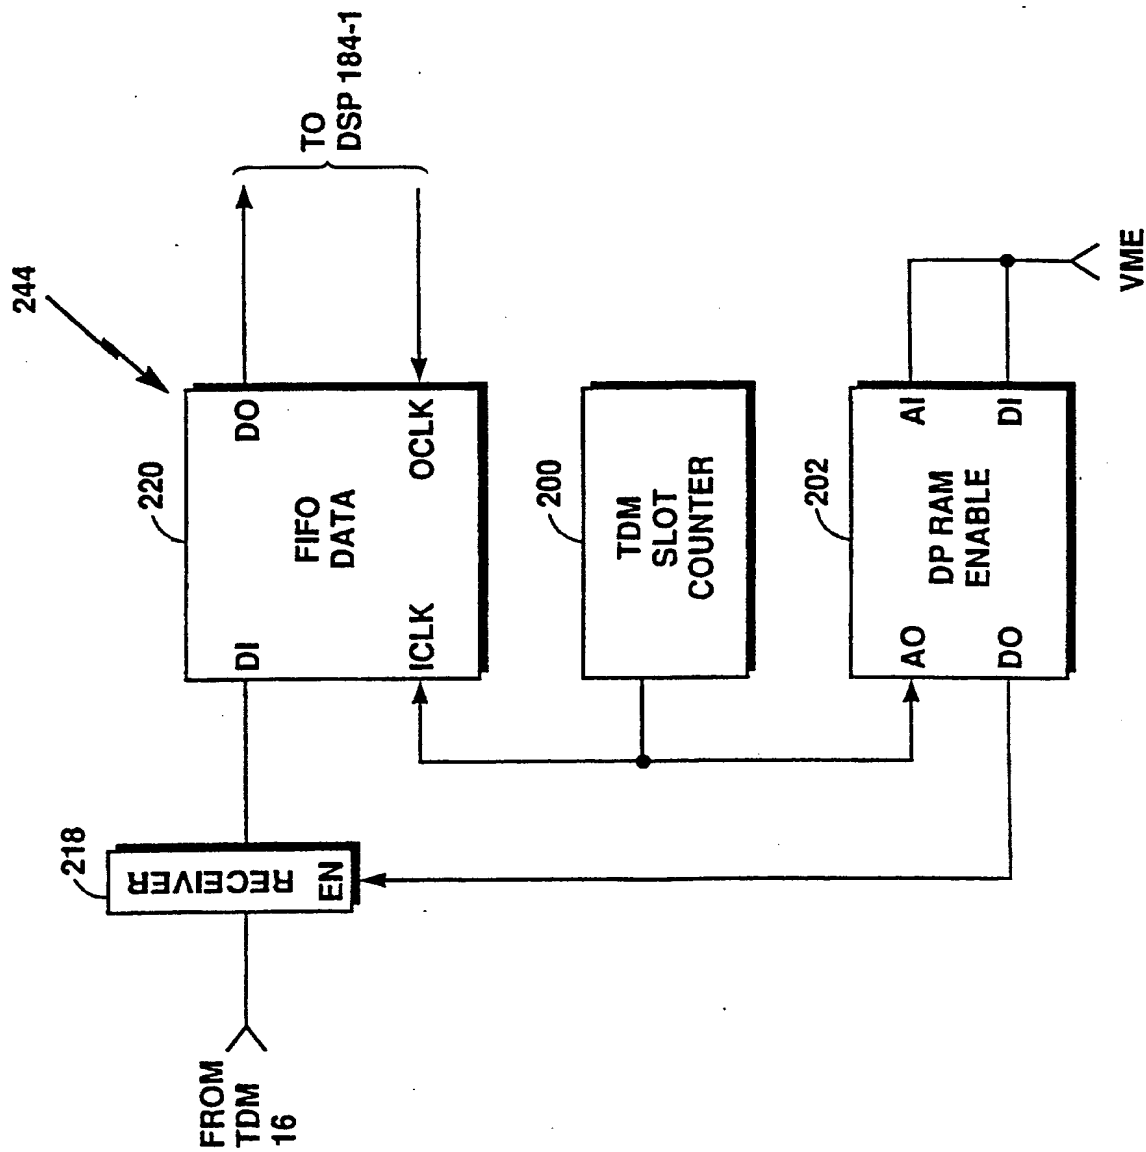 244
FROM
TDM
16
218
RECEIVER
EN
220
DI
DO
FIFO
DATA
ICLK
OCLK
TO
DSP 184-1
200
TDM
SLOT
COUNTER
202
AO
AI
DP RAM
ENABLE
DO
DI
VME